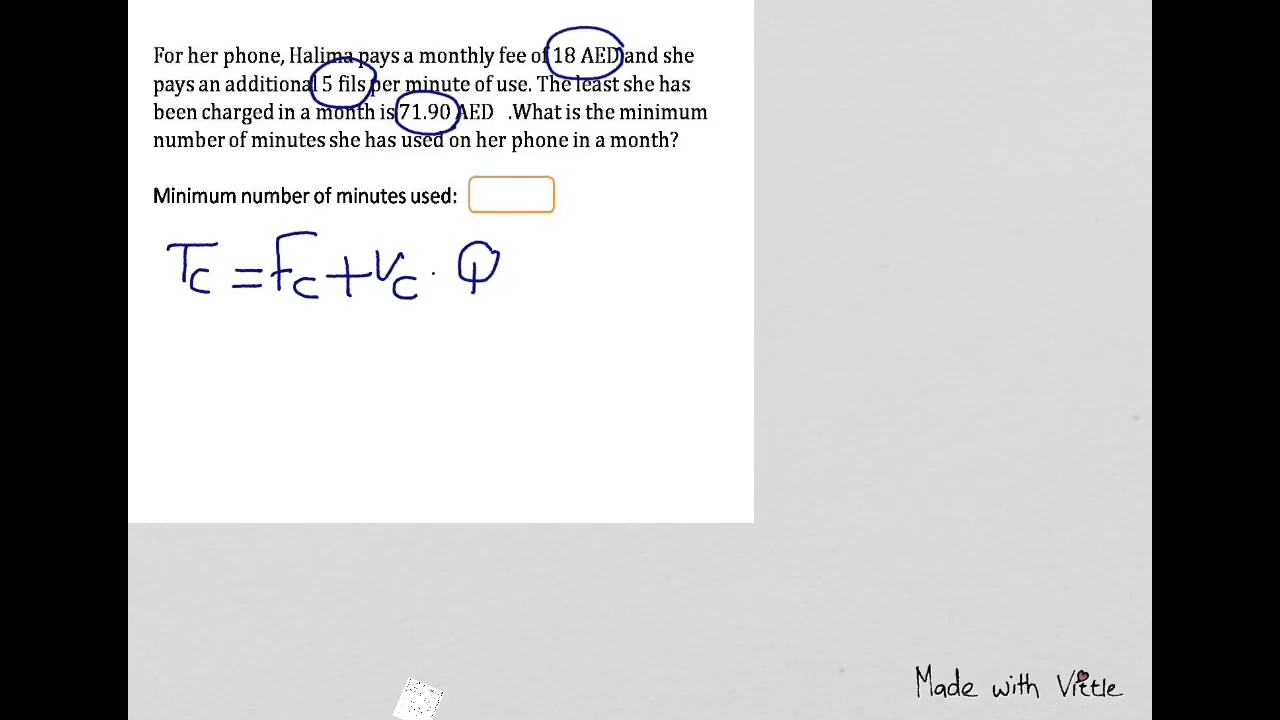 For her phone, Halima pays a monthly fee of 18 AED and she
pays an additional 5 fils per minute of use. The least she has
been charged in a month is 71.90 AED .What is the minimum
number of minutes she has used on her phone in a month?
Minimum number of minutes used:
Tc = Fc + Vc . Q
Made with Vittle